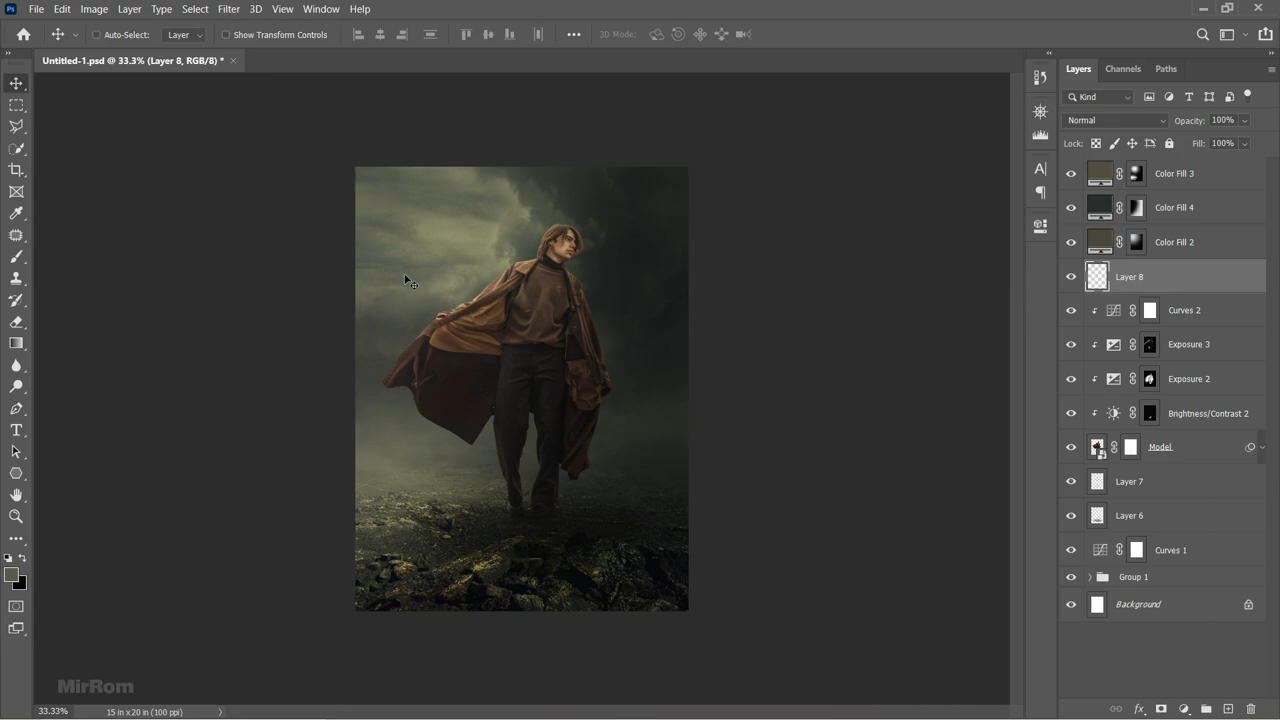 Ps File Edit Image Layer Type Select Filter 3D View Window Help
Auto-Select: Layer Show Transform Controls 3D Mode:
Untitled-1.psd @ 33.3% (Layer 8, RGB/8) *
Layers Channels Paths
Kind
Normal Opacity: 100%
Lock: Fill: 100%
Color Fill 3
Color Fill 4
Color Fill 2
Layer 8
Curves 2
Exposure 3
Exposure 2
Brightness/Contrast 2
Model
Layer 7
Layer 6
Curves 1
Group 1
Background
MirRom
33.33% 15 in x 20 in (100 ppi)